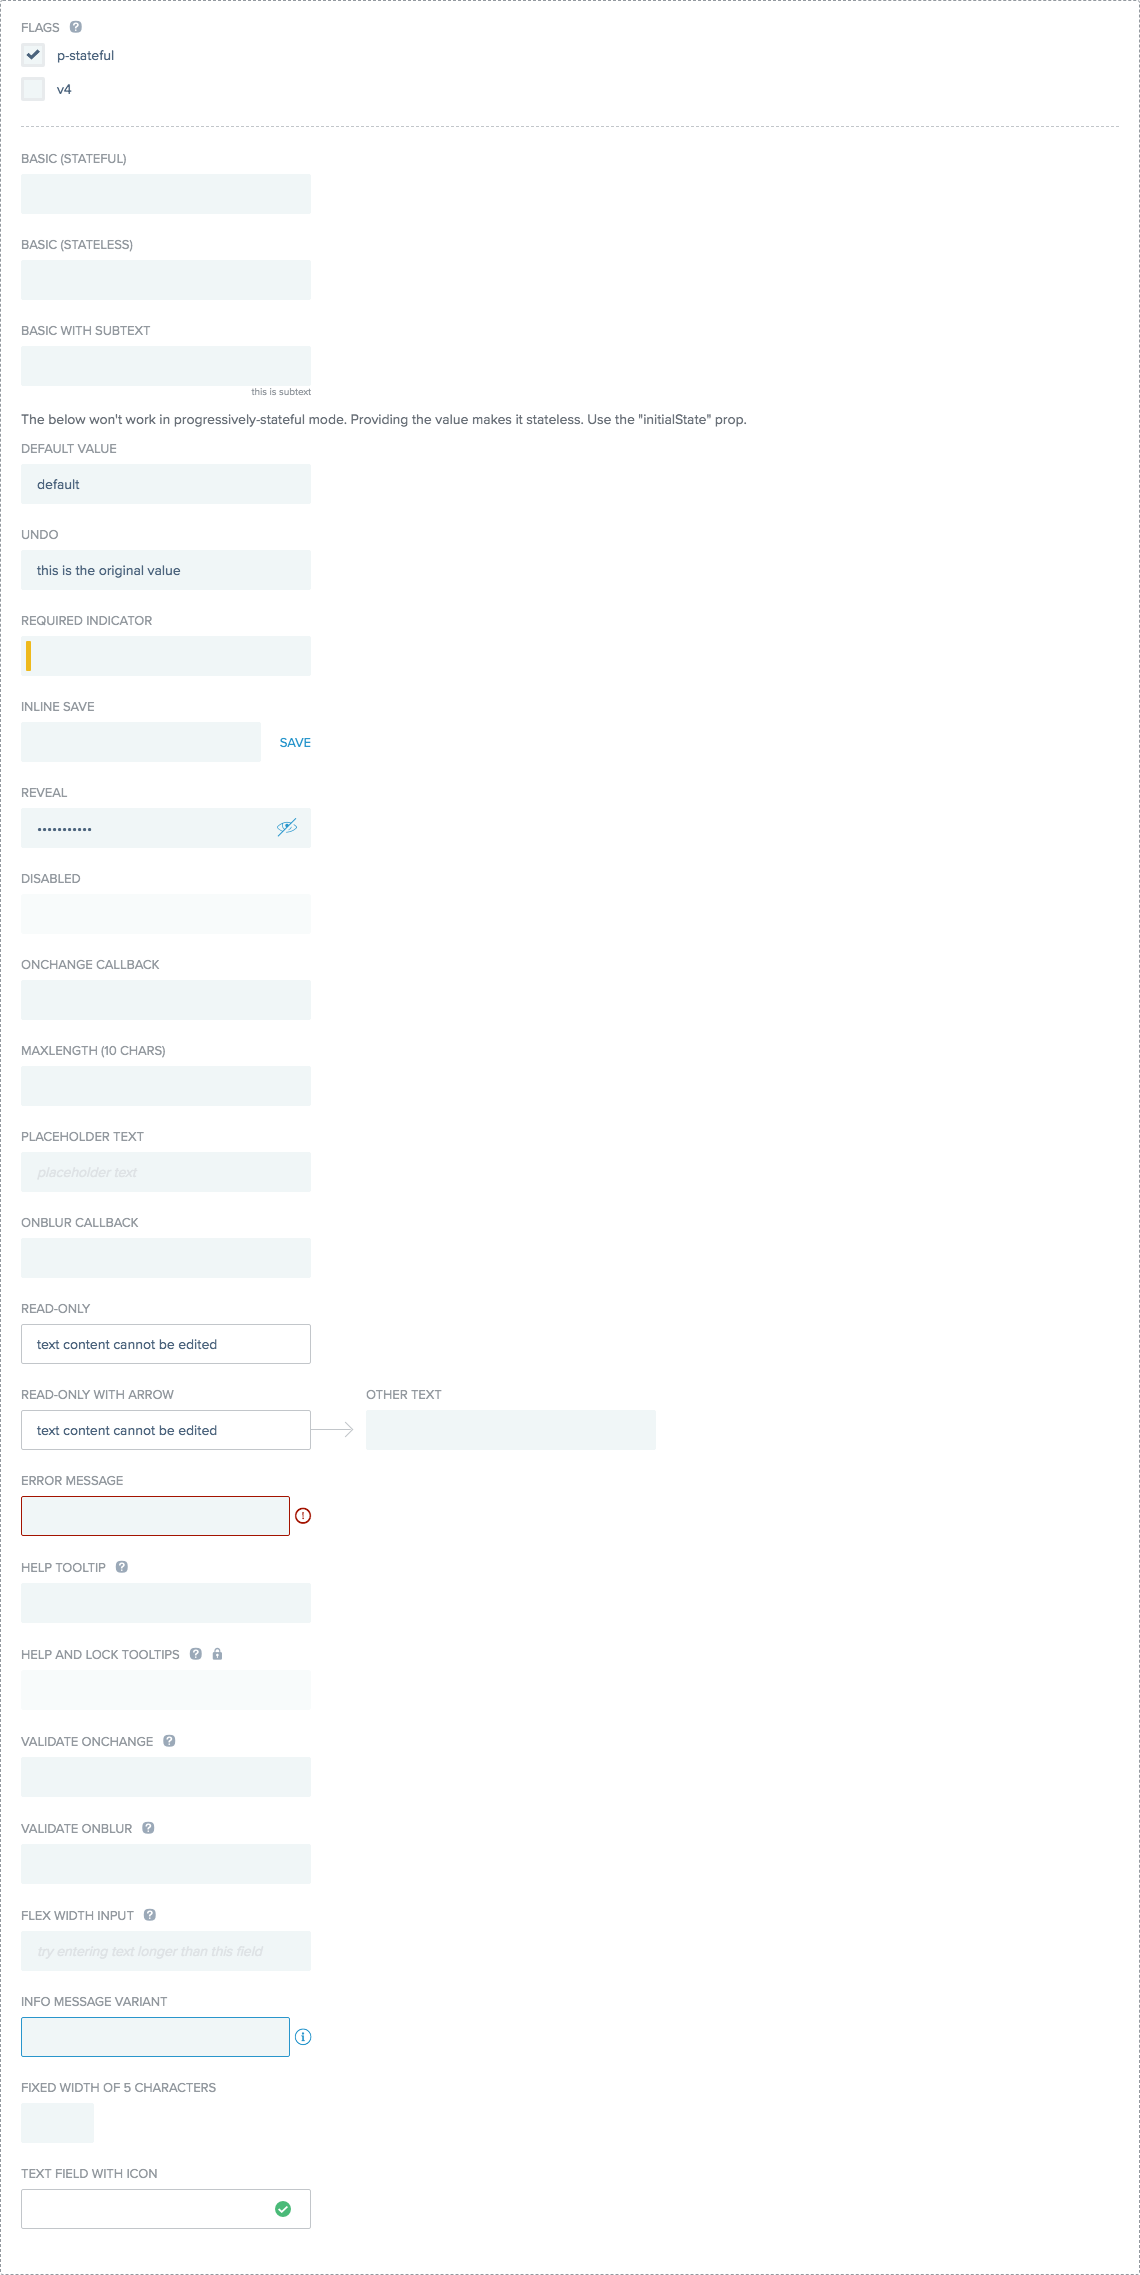 FLAGS ?
p-stateful
v4
BASIC (STATEFUL)
BASIC (STATELESS)
BASIC WITH SUBTEXT
this is subtext
The below won't work in progressively-stateful mode. Providing the value makes it stateless. Use the "initialState" prop.
DEFAULT VALUE
default
UNDO
this is the original value
REQUIRED INDICATOR
INLINE SAVE
SAVE
REVEAL
•••••••••••
DISABLED
ONCHANGE CALLBACK
MAXLENGTH (10 CHARS)
PLACEHOLDER TEXT
placeholder text
ONBLUR CALLBACK
READ-ONLY
text content cannot be edited
READ-ONLY WITH ARROW OTHER TEXT
text content cannot be edited
ERROR MESSAGE
!
HELP TOOLTIP ?
HELP AND LOCK TOOLTIPS ?
VALIDATE ONCHANGE ?
VALIDATE ONBLUR ?
FLEX WIDTH INPUT ?
try entering text longer than this field
INFO MESSAGE VARIANT
i
FIXED WIDTH OF 5 CHARACTERS
TEXT FIELD WITH ICON